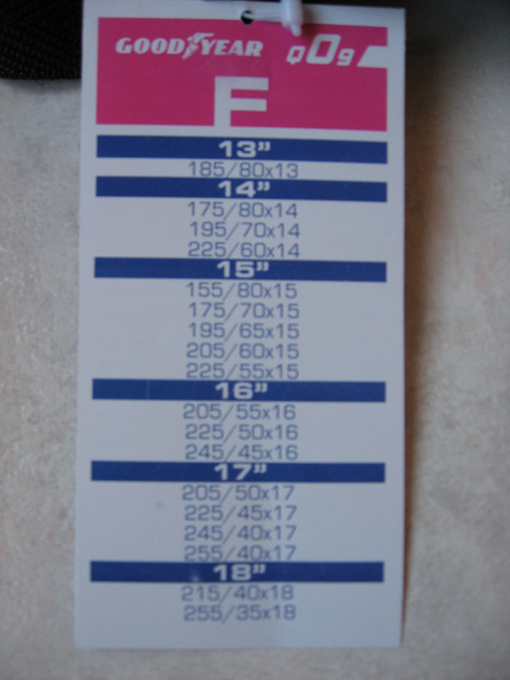 GOODYEAR QOg
F
13"
185/80x13
14"
175/80x14
195/70x14
225/60x14
15"
155/80x15
175/70x15
195/65x15
205/60x15
225/55x15
16"
205/55x16
225/50x16
245/45x16
17"
205/50x17
225/45x17
245/40x17
255/40x17
18"
215/40x18
255/35x18